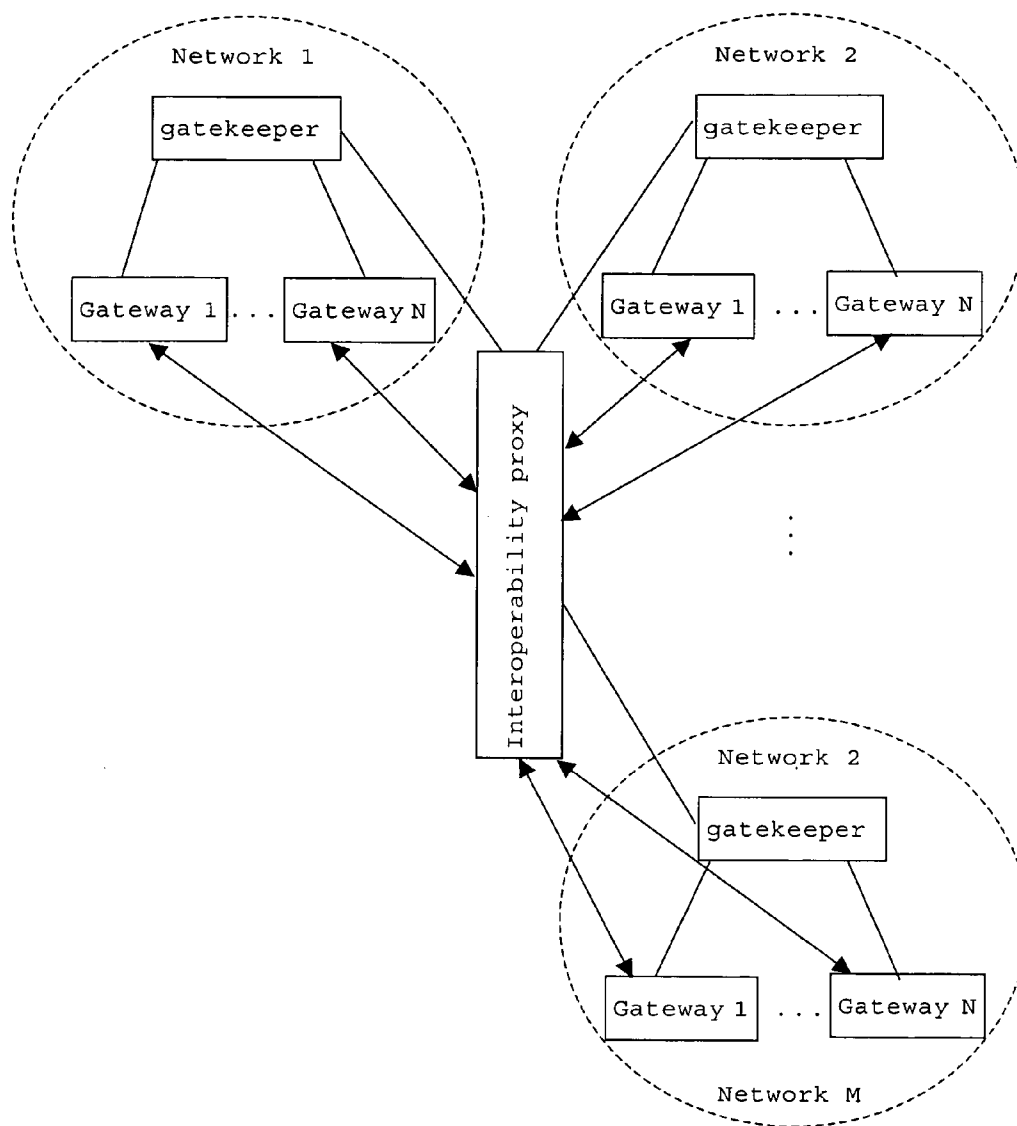 Network 1
gatekeeper
Gateway 1 ... Gateway N
Network 2
gatekeeper
Gateway 1 ... Gateway N
Interoperability proxy
Network 2
gatekeeper
Gateway 1 ... Gateway N
Network M